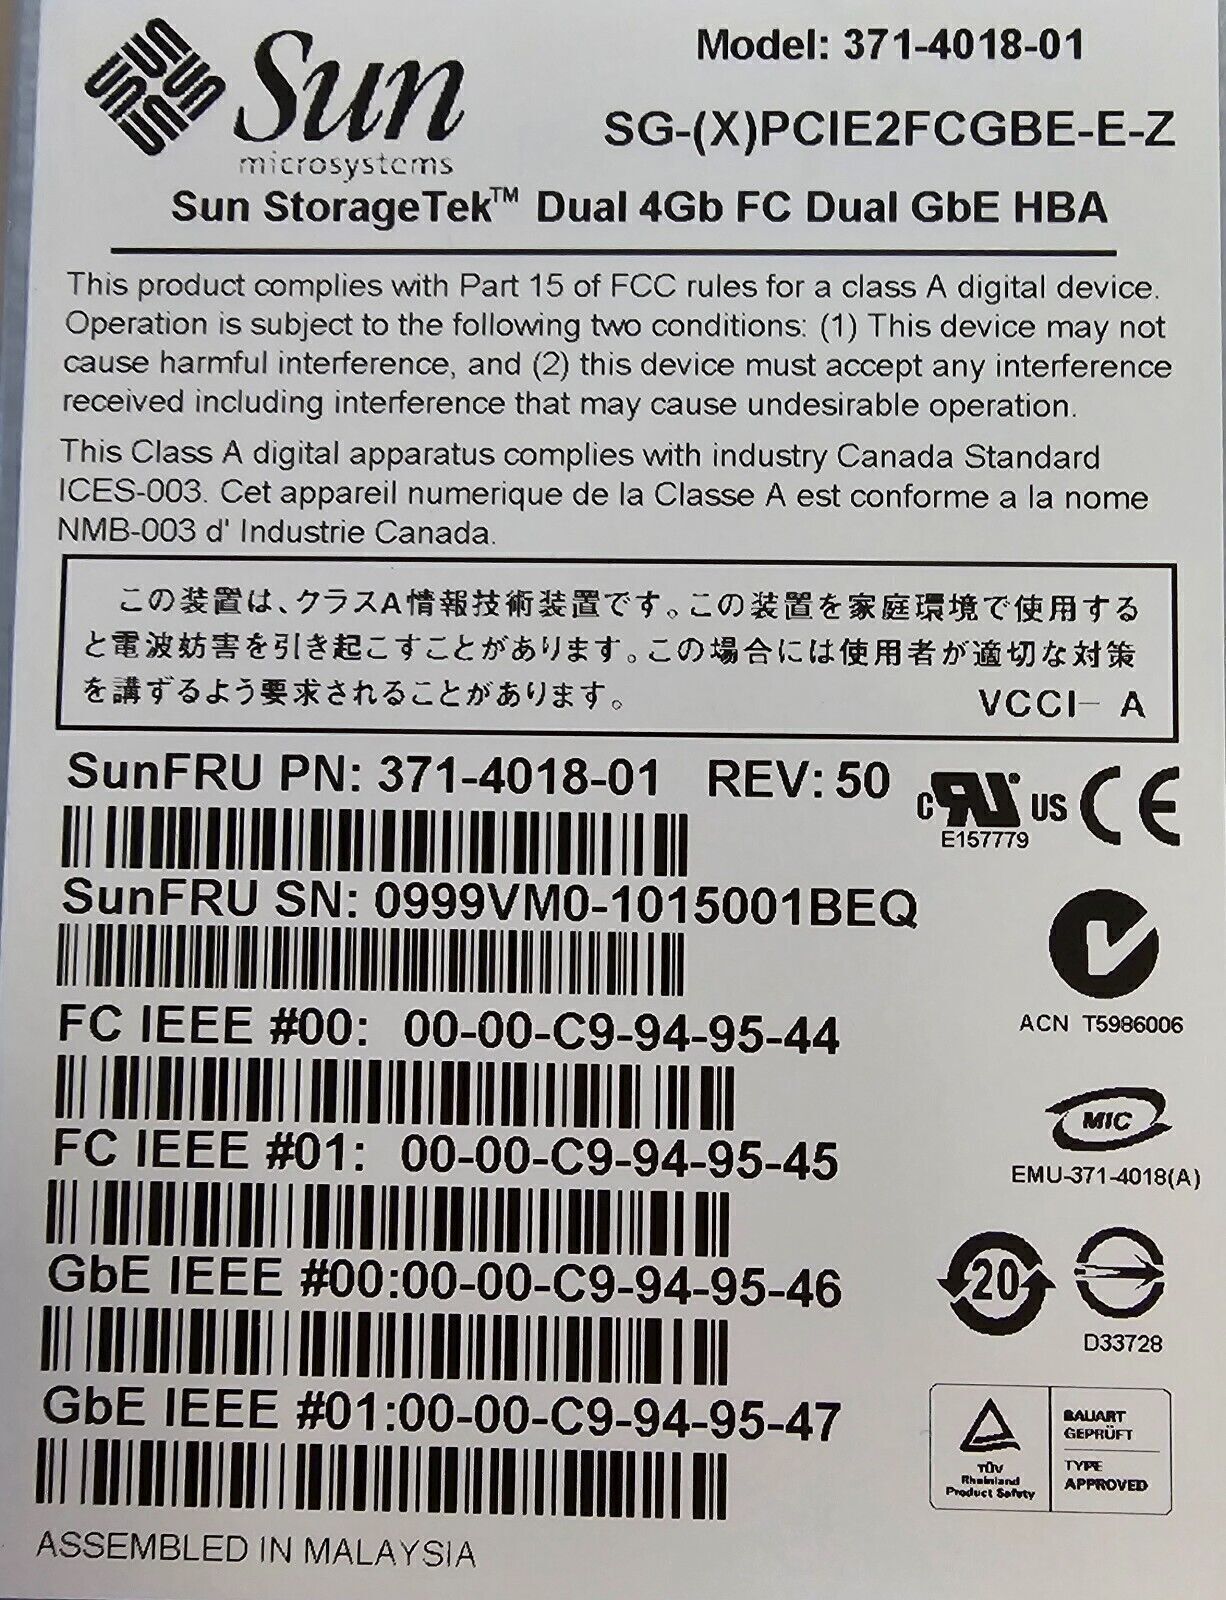 Sun
microsystems
Model: 371-4018-01
SG-(X)PCIE2FCGBE-E-Z
Sun StorageTek™ Dual 4Gb FC Dual GbE HBA
This product complies with Part 15 of FCC rules for a class A digital device.
Operation is subject to the following two conditions: (1) This device may not
cause harmful interference, and (2) this device must accept any interference
received including interference that may cause undesirable operation.
This Class A digital apparatus complies with industry Canada Standard
ICES-003. Cet appareil numerique de la Classe A est conforme a la nome
NMB-003 d' Industrie Canada.
この装置は、クラスA情報技術装置です。この装置を家庭環境で使用する
と電波妨害を引き起こすことがあります。この場合には使用者が適切な対策
を講ずるよう要求されることがあります。
VCCI- A
SunFRU PN: 371-4018-01 REV: 50
c RU US CE
E157779
SunFRU SN: 0999VM0-1015001BEQ
FC IEEE #00: 00-00-C9-94-95-44
ACN T5986006
FC IEEE #01: 00-00-C9-94-95-45
MIC
EMU-371-4018(A)
GbE IEEE #00:00-00-C9-94-95-46
20
D33728
GbE IEEE #01:00-00-C9-94-95-47
TÜV
Rheinland
Product Safety
BAUART
GEPRÜFT
TYPE
APPROVED
ASSEMBLED IN MALAYSIA